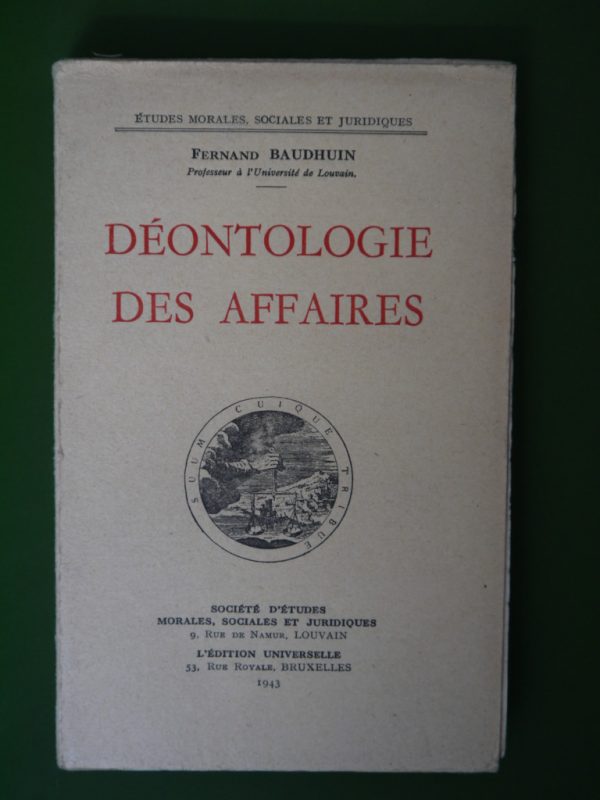 ÉTUDES MORALES, SOCIALES ET JURIDIQUES
FERNAND BAUDHUIN
Professeur à l'Université de Louvain.
DÉONTOLOGIE
DES AFFAIRES
SUUM CUIQUE TRIBUE
SOCIÉTÉ D'ÉTUDES
MORALES, SOCIALES ET JURIDIQUES
9, RUE DE NAMUR, LOUVAIN
L'ÉDITION UNIVERSELLE
53, RUE ROYALE, BRUXELLES
1943